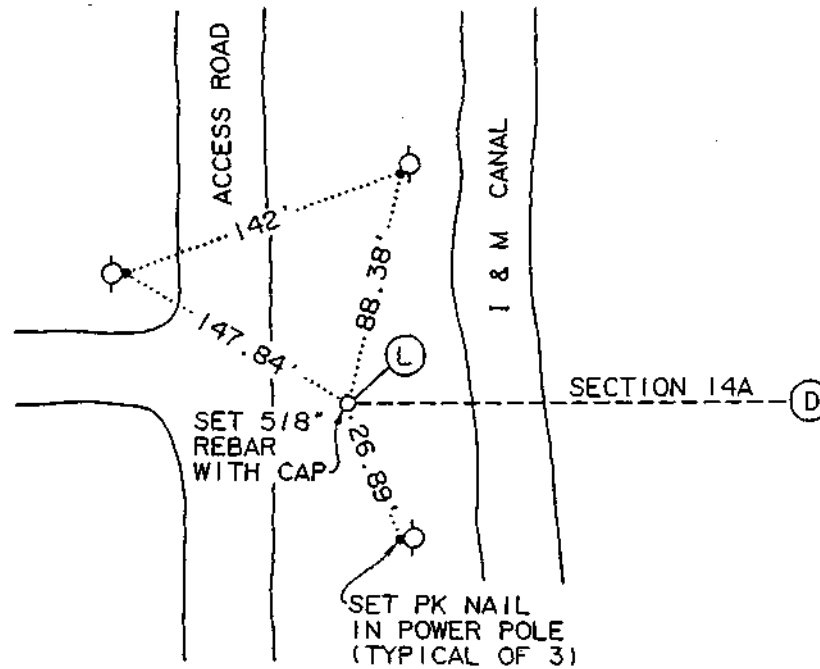 ACCESS ROAD
I & M CANAL
142'
88.38'
147.84'
L
SECTION 14A
D
SET 5/8"
REBAR
WITH CAP
26.89'
SET PK NAIL
IN POWER POLE
(TYPICAL OF 3)